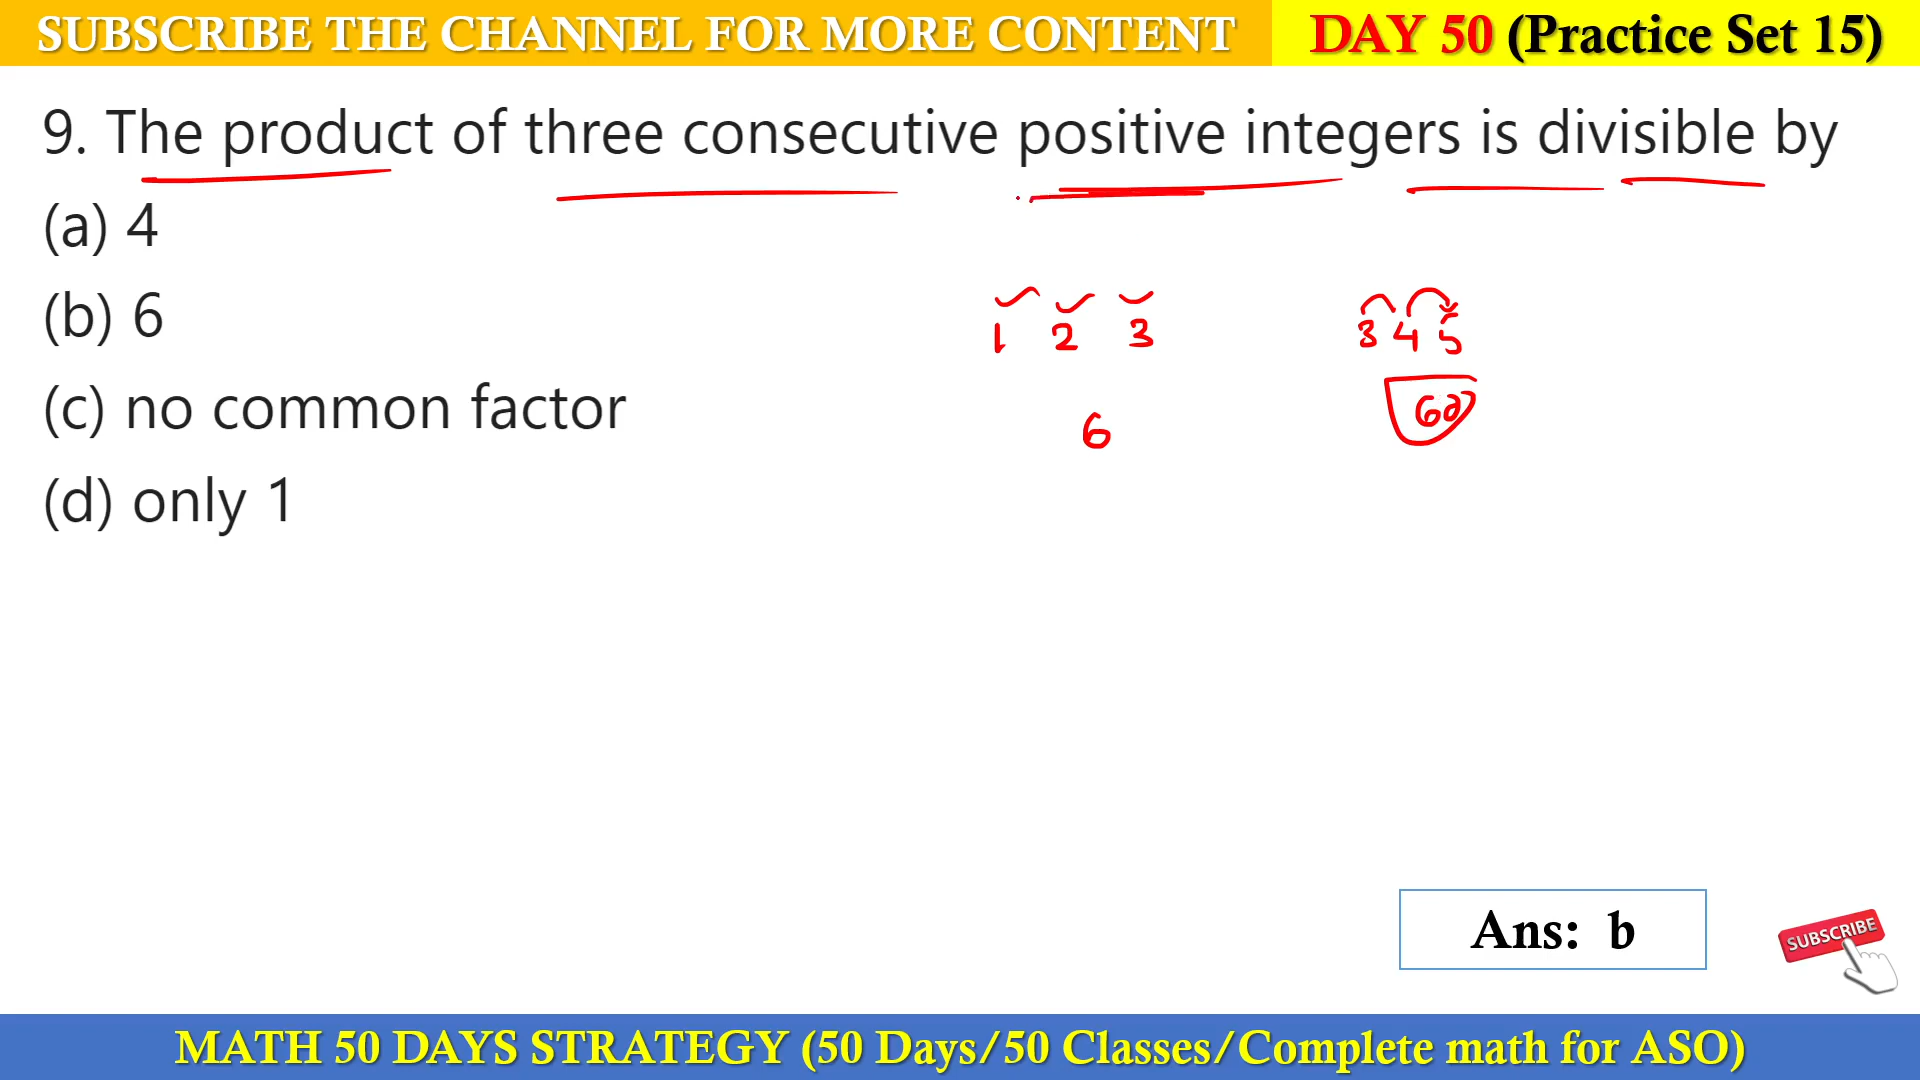 SUBSCRIBE THE CHANNEL FOR MORE CONTENT
DAY 50 (Practice Set 15)
9. The product of three consecutive positive integers is divisible by
(a) 4
(b) 6
(c) no common factor
(d) only 1
1 2 3
6
3 4 5
60
Ans: b
SUBSCRIBE
MATH 50 DAYS STRATEGY (50 Days/50 Classes/Complete math for ASO)